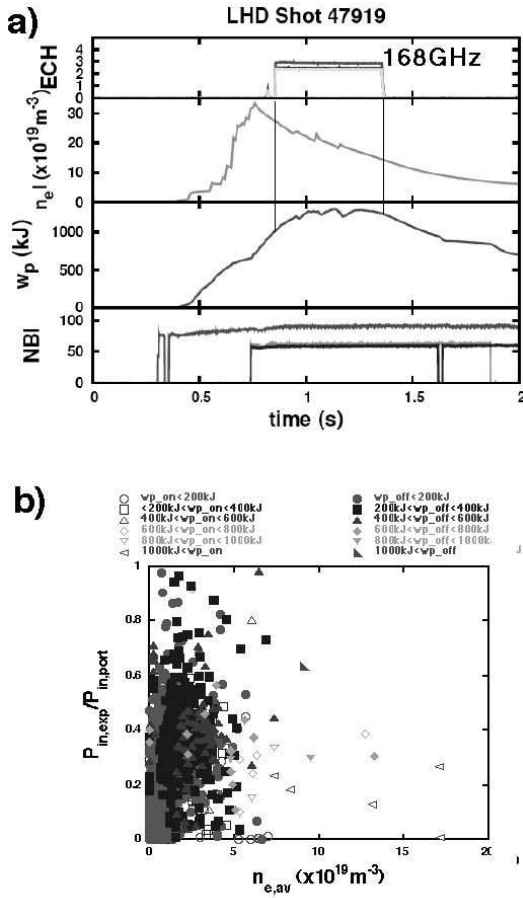 LHD Shot 47919
a)
168GHz
ECH
4
3
2
1
0
n_e l (x10^19 m^-3)
30
20
10
0
w_p (kJ)
1000
500
0
NBI
100
50
0
0 0.5 1 1.5 2
time (s)
b)
wp_on<200kJ wp_off<200kJ
<200kJ<wp_on<400kJ 200kJ<wp_off<400kJ
400kJ<wp_on<600kJ 400kJ<wp_off<600kJ
600kJ<wp_on<800kJ 600kJ<wp_off<800kJ
800kJ<wp_on<1000kJ 800kJ<wp_off<1000k
1000kJ<wp_on 1000kJ<wp_off
P_in,exp/P_in,port
1
0.8
0.6
0.4
0.2
0
0 5 10 15 20
n_e,av (x10^19 m^-3)